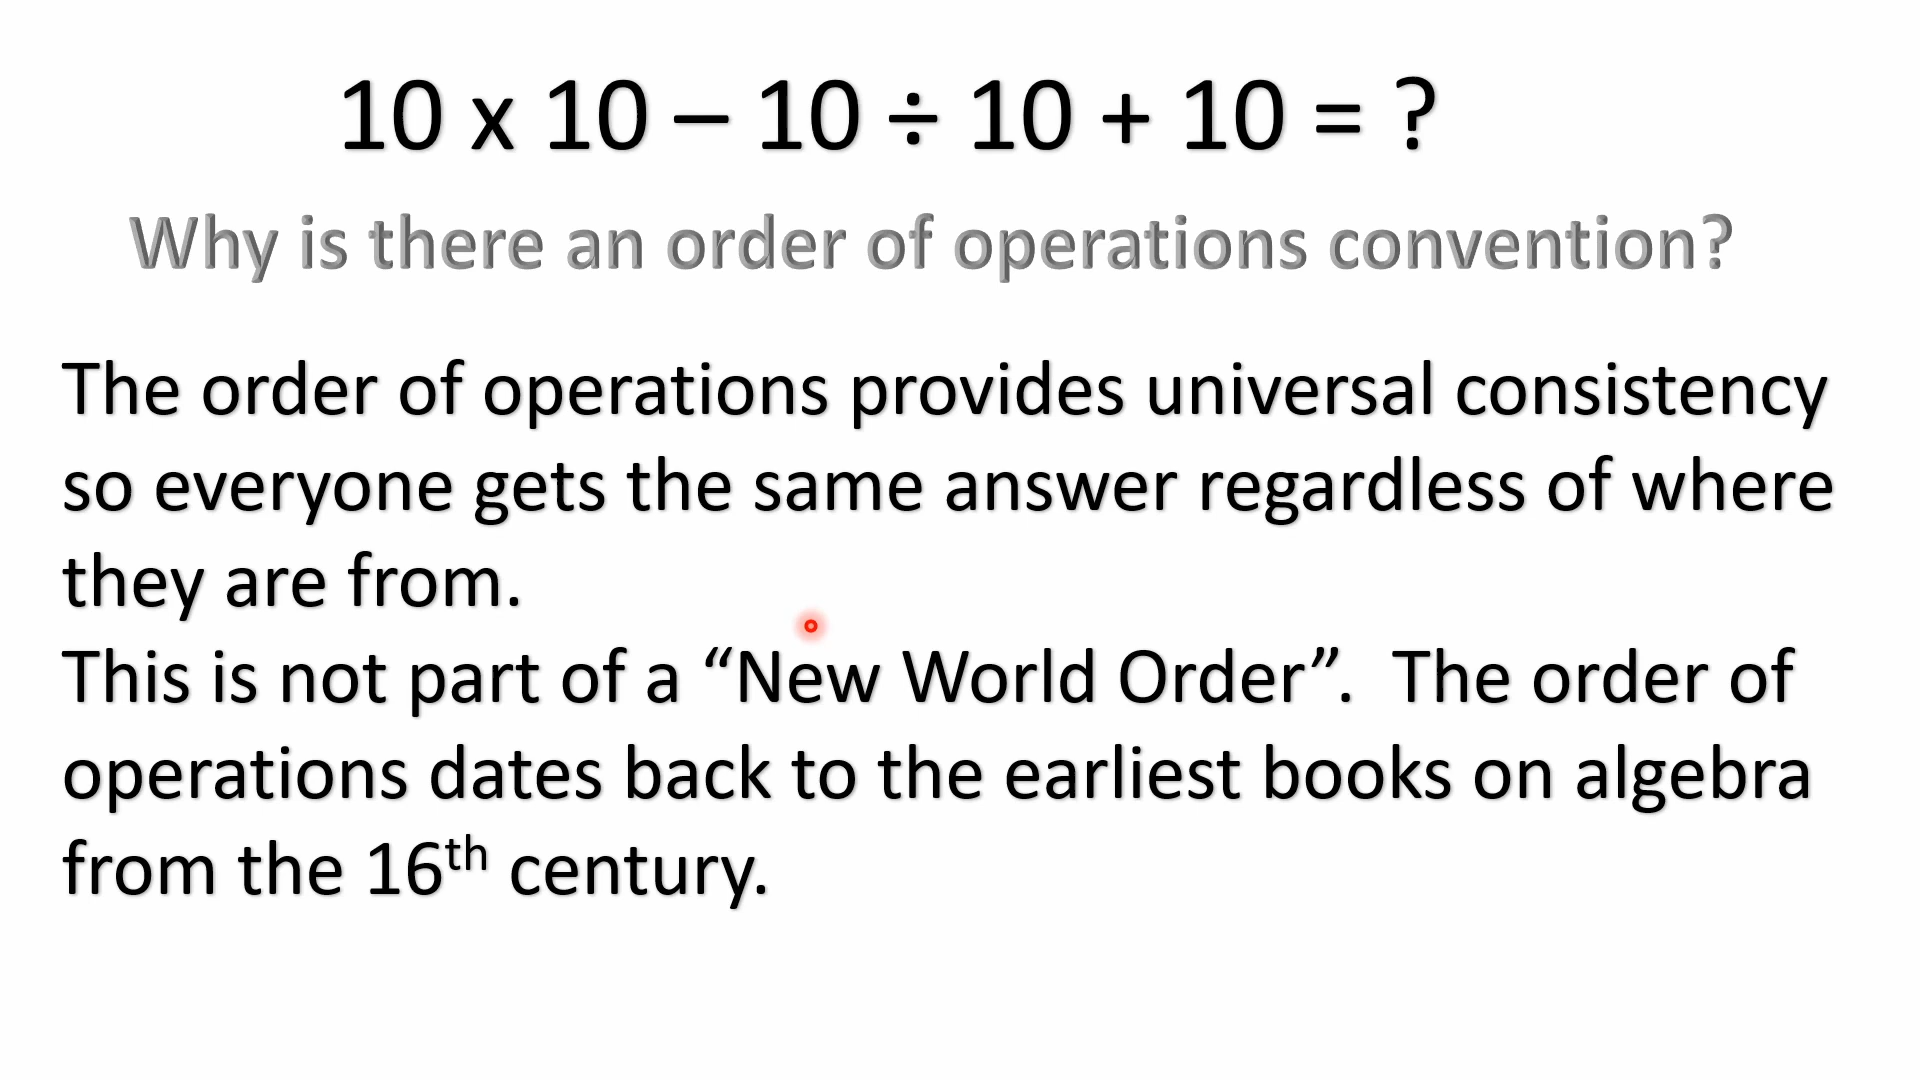 10 x 10 – 10 ÷ 10 + 10 = ?
Why is there an order of operations convention?
The order of operations provides universal consistency
so everyone gets the same answer regardless of where
they are from.
This is not part of a “New World Order”.  The order of
operations dates back to the earliest books on algebra
from the 16th century.